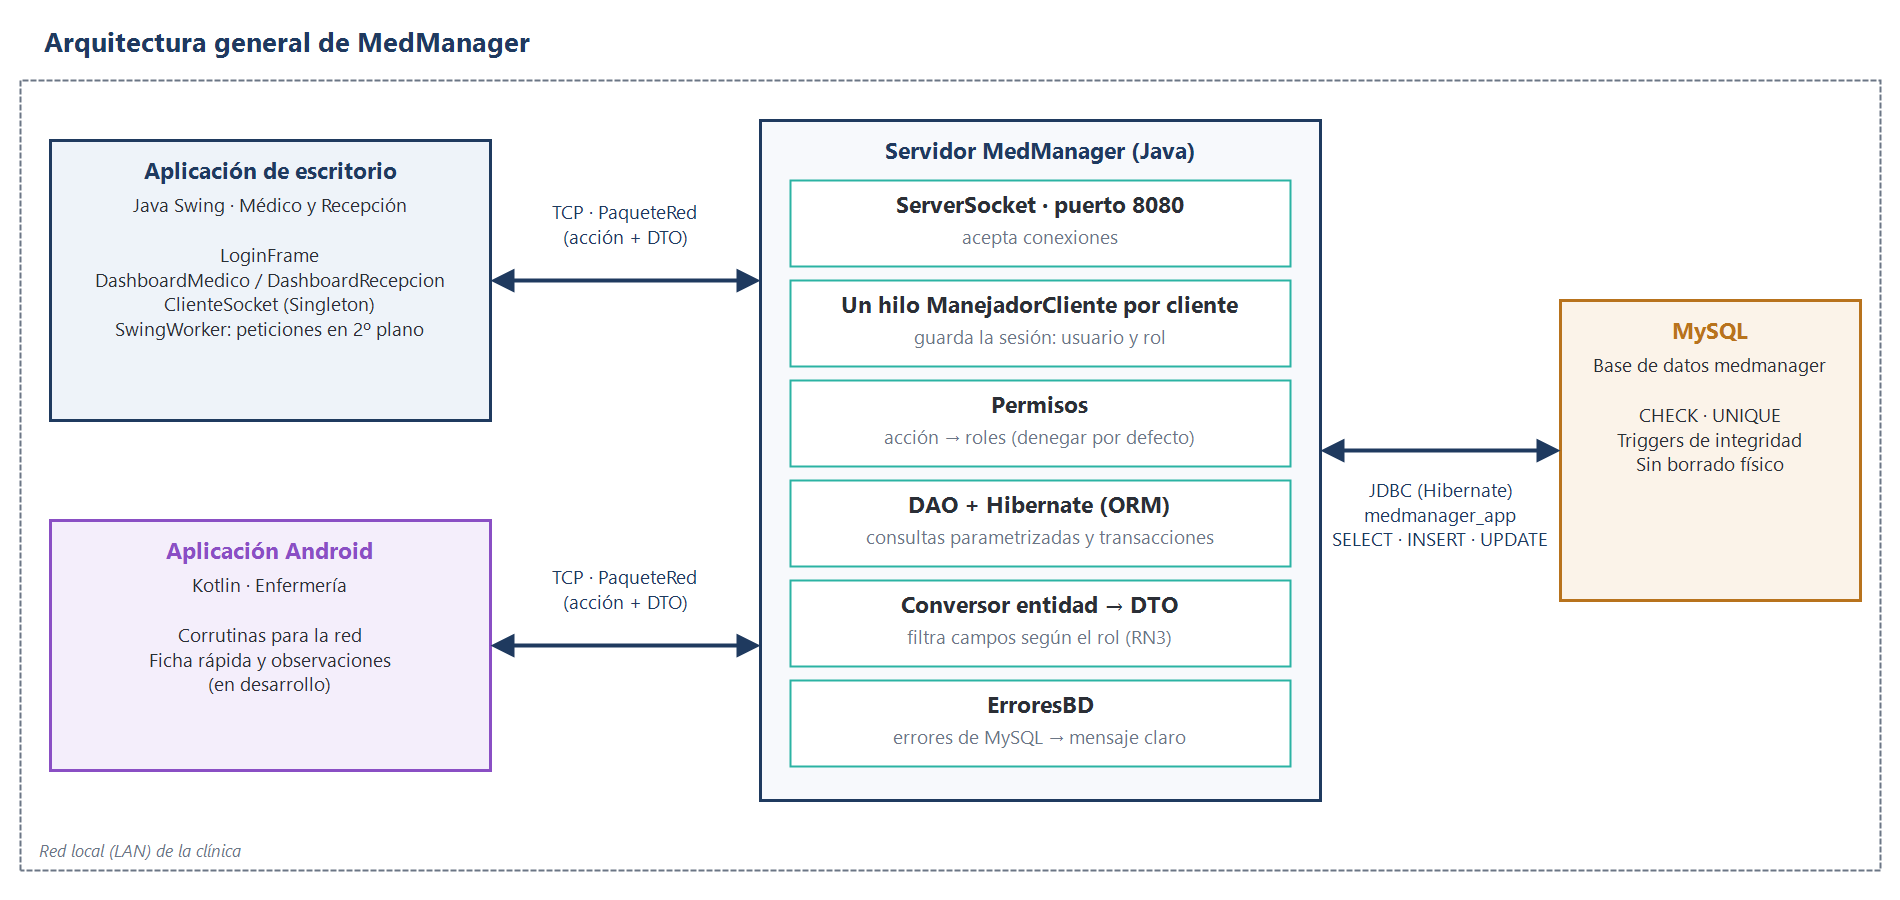 Arquitectura general de MedManager
Aplicación de escritorio
Java Swing · Médico y Recepción
LoginFrame
DashboardMedico / DashboardRecepcion
ClienteSocket (Singleton)
SwingWorker: peticiones en 2º plano
TCP · PaqueteRed
(acción + DTO)
Aplicación Android
Kotlin · Enfermería
Corrutinas para la red
Ficha rápida y observaciones
(en desarrollo)
TCP · PaqueteRed
(acción + DTO)
Servidor MedManager (Java)
ServerSocket · puerto 8080
acepta conexiones
Un hilo ManejadorCliente por cliente
guarda la sesión: usuario y rol
Permisos
acción → roles (denegar por defecto)
DAO + Hibernate (ORM)
consultas parametrizadas y transacciones
Conversor entidad → DTO
filtra campos según el rol (RN3)
ErroresBD
errores de MySQL → mensaje claro
JDBC (Hibernate)
medmanager_app
SELECT · INSERT · UPDATE
MySQL
Base de datos medmanager
CHECK · UNIQUE
Triggers de integridad
Sin borrado físico
Red local (LAN) de la clínica